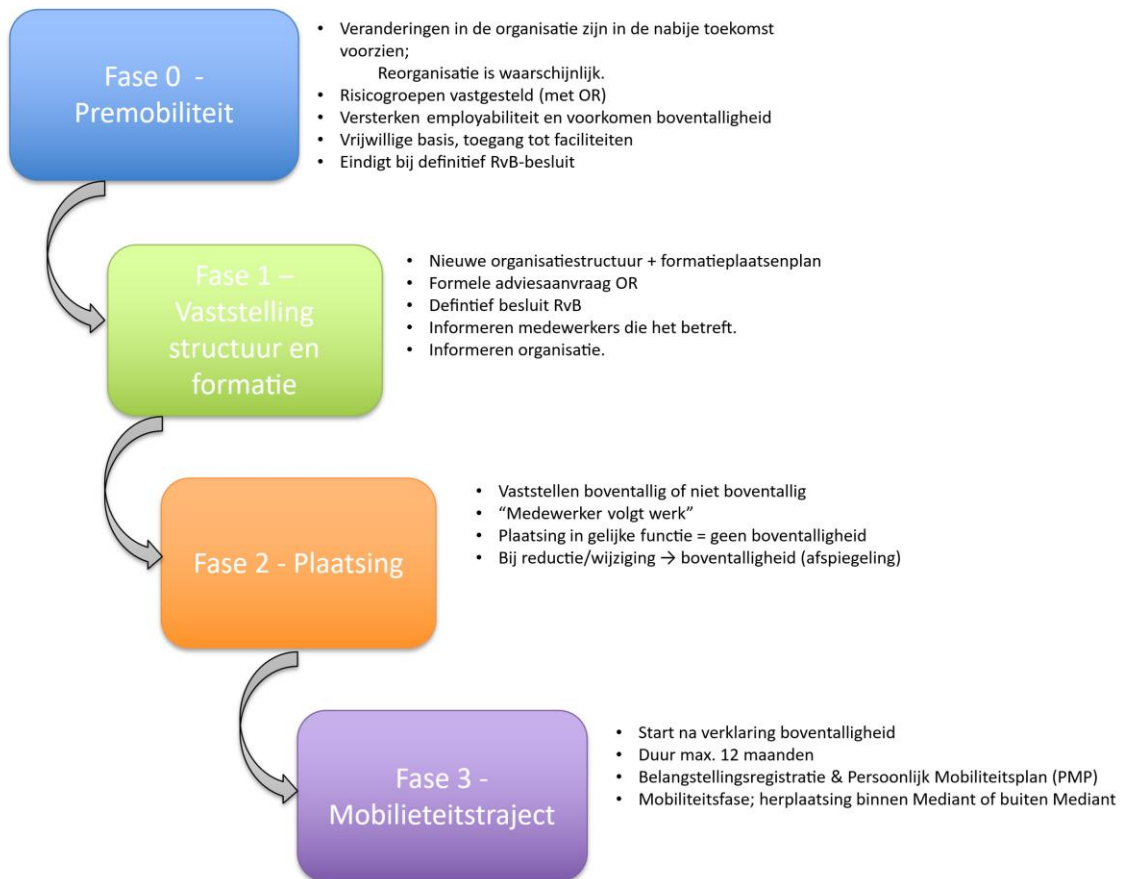 Fase 0 -
Premobiliteit
• Veranderingen in de organisatie zijn in de nabije toekomst
voorzien;
Reorganisatie is waarschijnlijk.
• Risicogroepen vastgesteld (met OR)
• Versterken employabiliteit en voorkomen boventalligheid
• Vrijwillige basis, toegang tot faciliteiten
• Eindigt bij definitief RvB-besluit
Fase 1 –
Vaststelling
structuur en
formatie
• Nieuwe organisatiestructuur + formatieplaatsenplan
• Formele adviesaanvraag OR
• Defintief besluit RvB
• Informeren medewerkers die het betreft.
• Informeren organisatie.
Fase 2 - Plaatsing
• Vaststellen boventallig of niet boventallig
• “Medewerker volgt werk”
• Plaatsing in gelijke functie = geen boventalligheid
• Bij reductie/wijziging → boventalligheid (afspiegeling)
Fase 3 -
Mobilieteitstraject
• Start na verklaring boventalligheid
• Duur max. 12 maanden
• Belangstellingsregistratie & Persoonlijk Mobiliteitsplan (PMP)
• Mobiliteitsfase; herplaatsing binnen Mediant of buiten Mediant